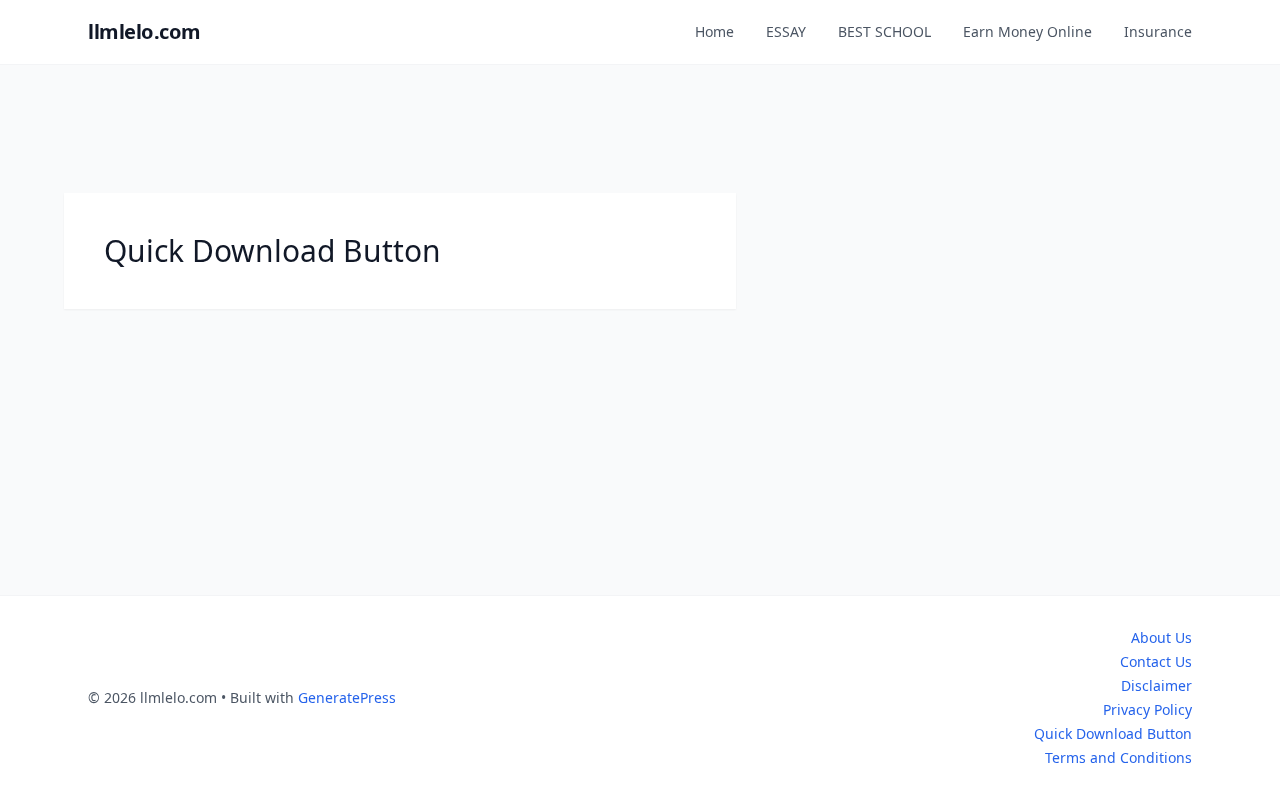 llmlelo.com
Home
ESSAY
BEST SCHOOL
Earn Money Online
Insurance
Quick Download Button
© 2026 llmlelo.com • Built with GeneratePress
About Us
Contact Us
Disclaimer
Privacy Policy
Quick Download Button
Terms and Conditions